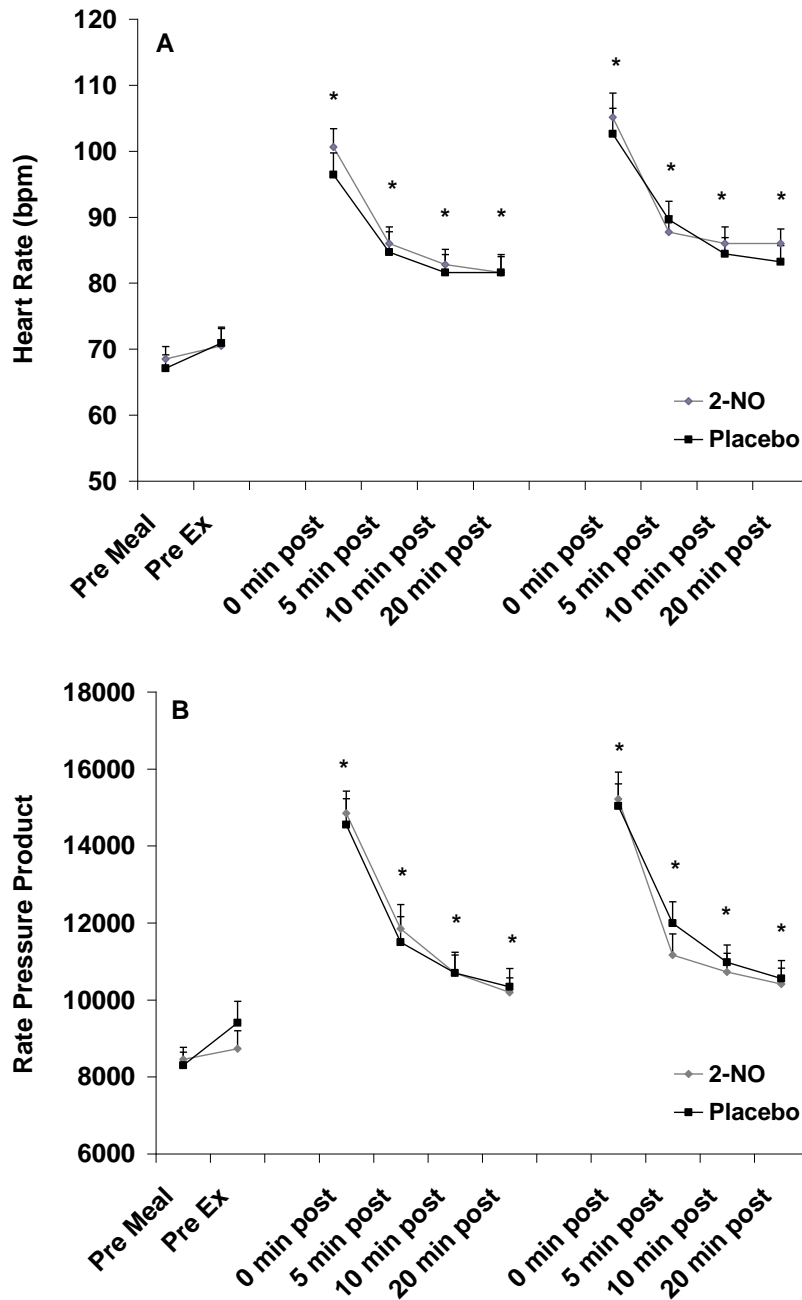 A
Heart Rate (bpm)
120
110
100
90
80
70
60
50
* * * * * * * *
2-NO
Placebo
Pre Meal
Pre Ex
0 min post
5 min post
10 min post
20 min post
0 min post
5 min post
10 min post
20 min post
B
Rate Pressure Product
18000
16000
14000
12000
10000
8000
6000
* * * * * * * *
2-NO
Placebo
Pre Meal
Pre Ex
0 min post
5 min post
10 min post
20 min post
0 min post
5 min post
10 min post
20 min post